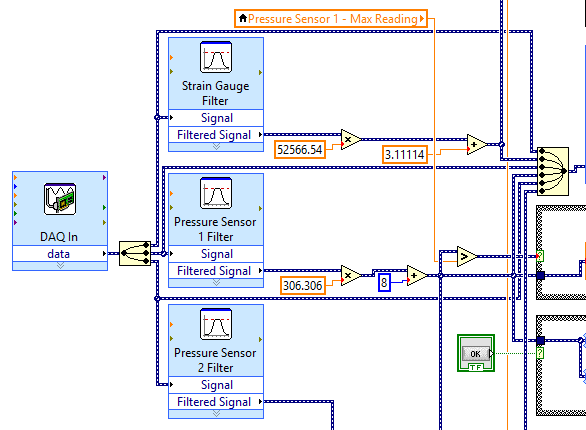 Pressure Sensor 1 - Max Reading
Strain Gauge
Filter
Signal
Filtered Signal
52566.54
×
3.11114
+
DAQ In
data
Pressure Sensor
1 Filter
Signal
Filtered Signal
306.306
×
8
+
>
?
Pressure Sensor
2 Filter
Signal
Filtered Signal
OK
TF
?